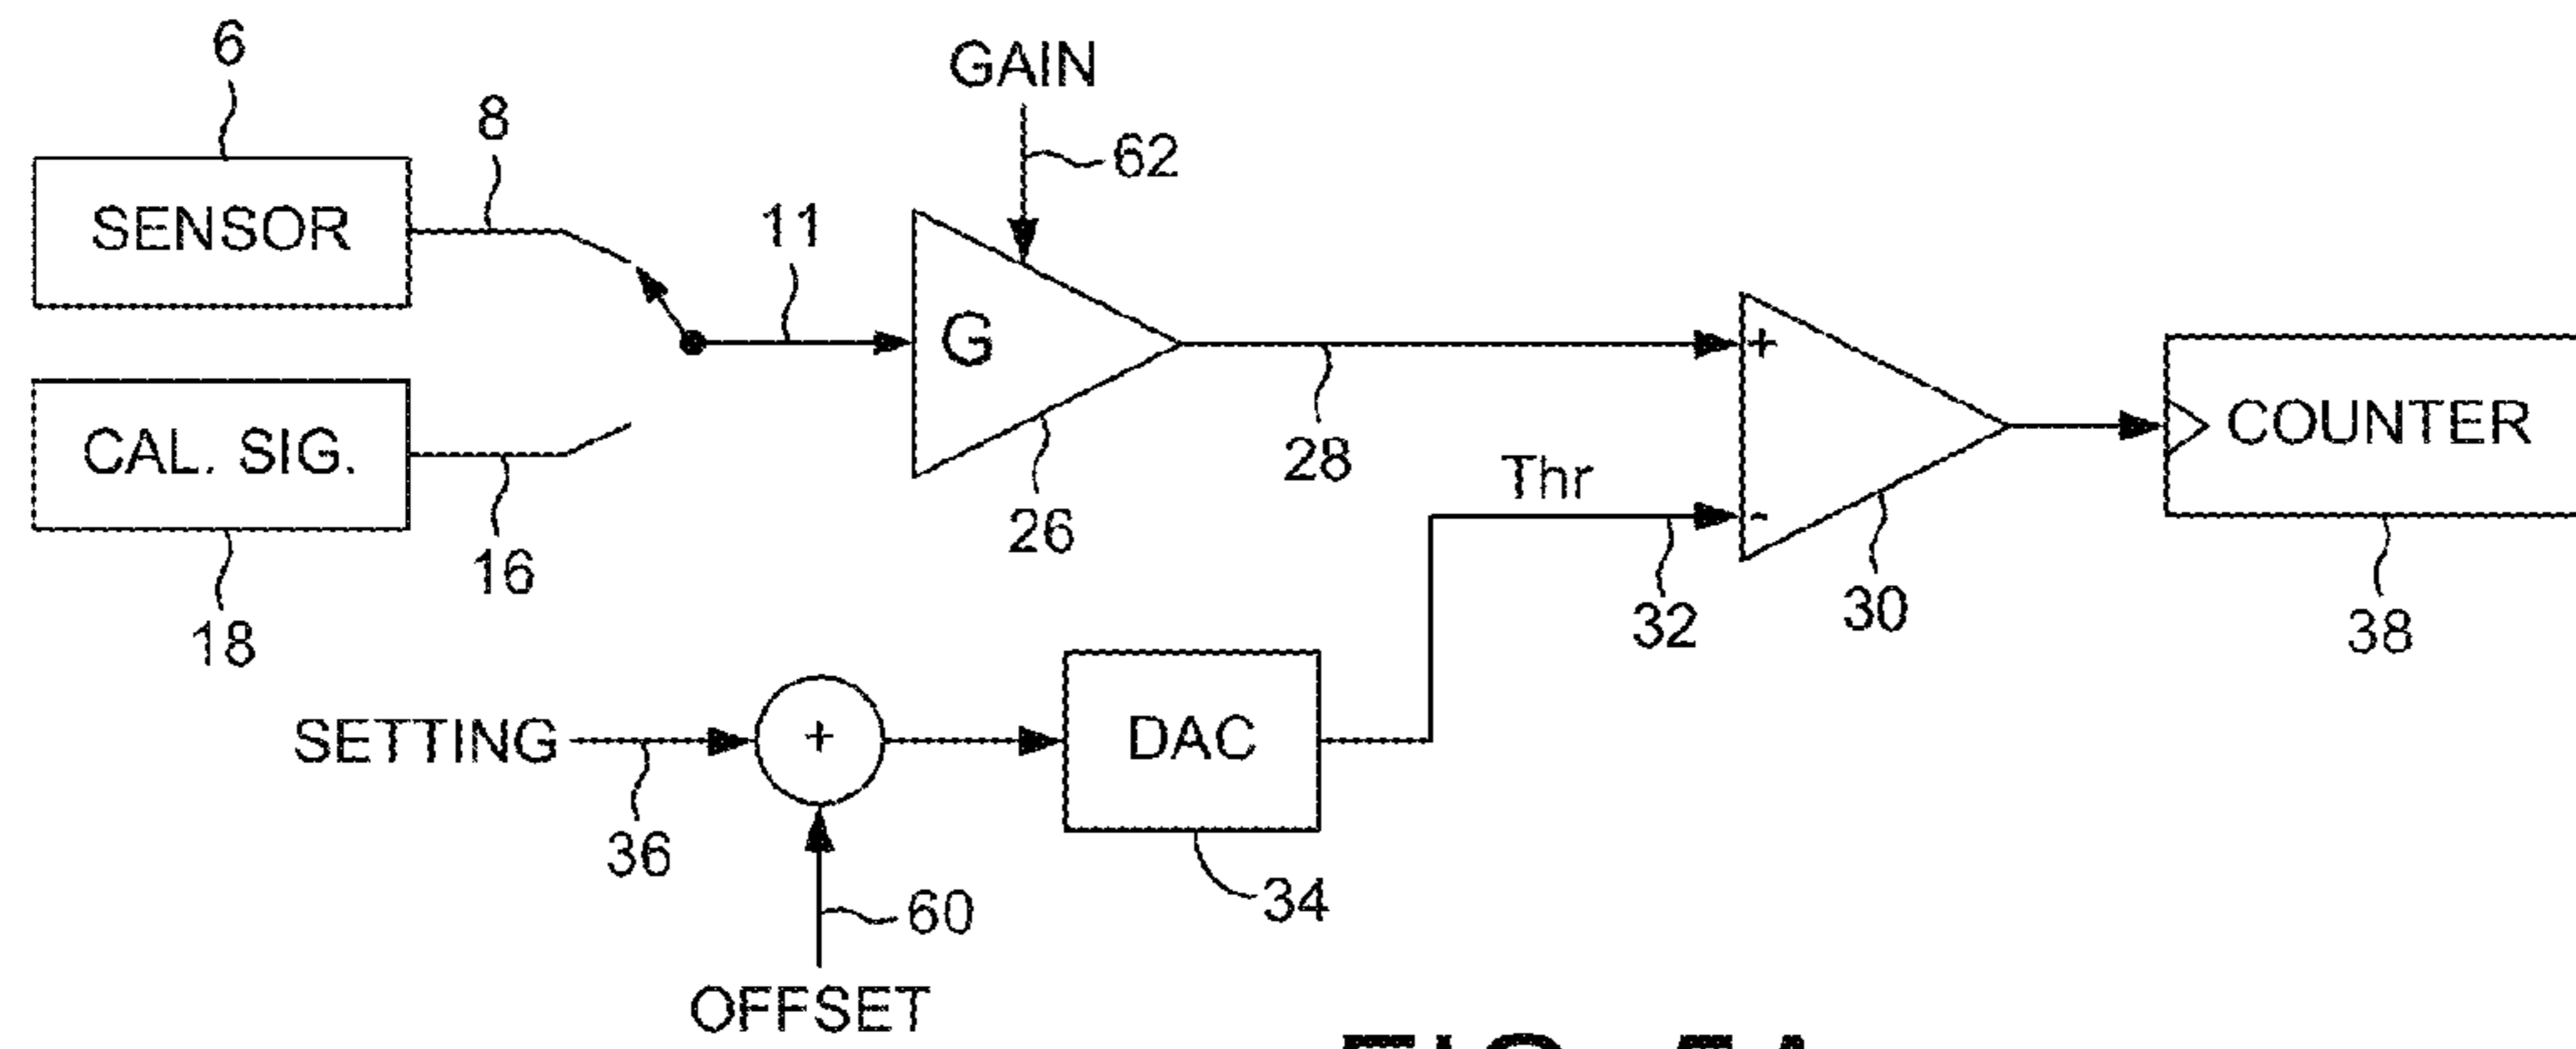 6
8
GAIN
62
SENSOR
11
G
+
COUNTER
CAL. SIG.
28
Thr
-
26
16
32
30
38
18
SETTING
+
DAC
36
60
34
OFFSET